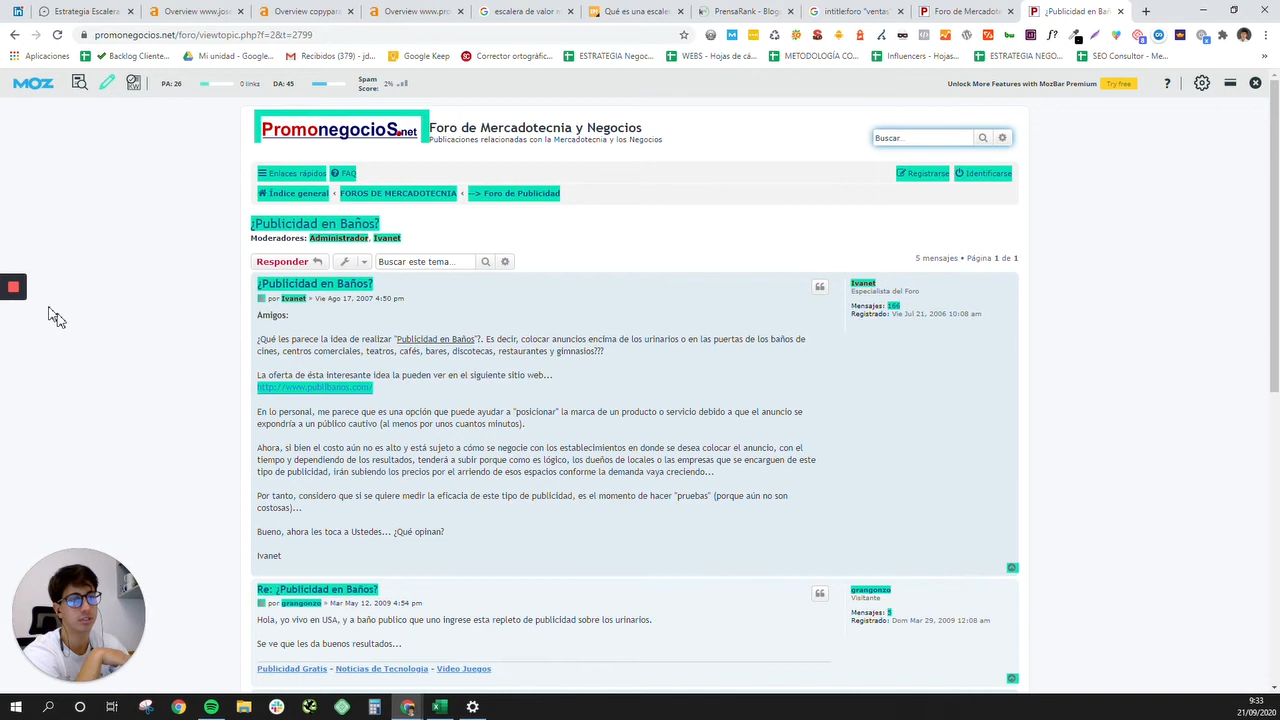 Estrategia Escalera
Overview www.jos
Overview copypara
Overview www.pro
escalera de valor n
Qué es una escale
PrensaRank - Blog
intitle:foro "ventas"
Foro de Mercadote
¿Publicidad en Bañ
promonegocios.net/foro/viewtopic.php?f=2&t=2799
Aplicaciones
Backlog Cliente...
Mi unidad - Google...
Recibidos (379) - jd...
Google Keep
Corrector ortográfic...
ESTRATEGIA Negoc...
WEBS - Hojas de cá...
METODOLOGÍA CO...
Influencers - Hojas...
ESTRATEGIA NEGO...
SEO Consultor - Me...
MOZ
PA: 26
0 links
DA: 45
Spam
Score:
2%
Unlock More Features with MozBar Premium
Try free
PromonegocioS.net
Foro de Mercadotecnia y Negocios
Publicaciones relacionadas con la Mercadotecnia y los Negocios
Buscar...
Enlaces rápidos
FAQ
Registrarse
Identificarse
Índice general ‹ FOROS DE MERCADOTECNIA ‹ --> Foro de Publicidad
¿Publicidad en Baños?
Moderadores: Administrador, Ivanet
Responder
Buscar este tema...
5 mensajes • Página 1 de 1
¿Publicidad en Baños?
por Ivanet » Vie Ago 17, 2007 4:50 pm
Ivanet
Especialista del Foro
Mensajes: 166
Registrado: Vie Jul 21, 2006 10:08 am
Amigos:
¿Qué les parece la idea de realizar "Publicidad en Baños"?. Es decir, colocar anuncios encima de los urinarios o en las puertas de los baños de
cines, centros comerciales, teatros, cafés, bares, discotecas, restaurantes y gimnasios???
La oferta de ésta interesante idea la pueden ver en el siguiente sitio web...
http://www.publibanos.com/
En lo personal, me parece que es una opción que puede ayudar a "posicionar" la marca de un producto o servicio debido a que el anuncio se
expondría a un público cautivo (al menos por unos cuantos minutos).
Ahora, si bien el costo aún no es alto y está sujeto a cómo se negocie con los establecimientos en donde se desea colocar el anuncio, con el
tiempo y dependiendo de los resultados, tenderá a subir porque como es lógico, los dueños de locales o las empresas que se encarguen de este
tipo de publicidad, irán subiendo los precios por el arriendo de esos espacios conforme la demanda vaya creciendo...
Por tanto, considero que si se quiere medir la eficacia de este tipo de publicidad, es el momento de hacer "pruebas" (porque aún no son
costosas)...
Bueno, ahora les toca a Ustedes... ¿Qué opinan?
Ivanet
Re: ¿Publicidad en Baños?
por grangonzo » Mar May 12, 2009 4:54 pm
grangonzo
Visitante
Mensajes: 5
Registrado: Dom Mar 29, 2009 12:08 am
Hola, yo vivo en USA, y a baño publico que uno ingrese esta repleto de publicidad sobre los urinarios.
Se ve que les da buenos resultados...
Publicidad Gratis - Noticias de Tecnologia - Video Juegos
9:33
21/09/2020